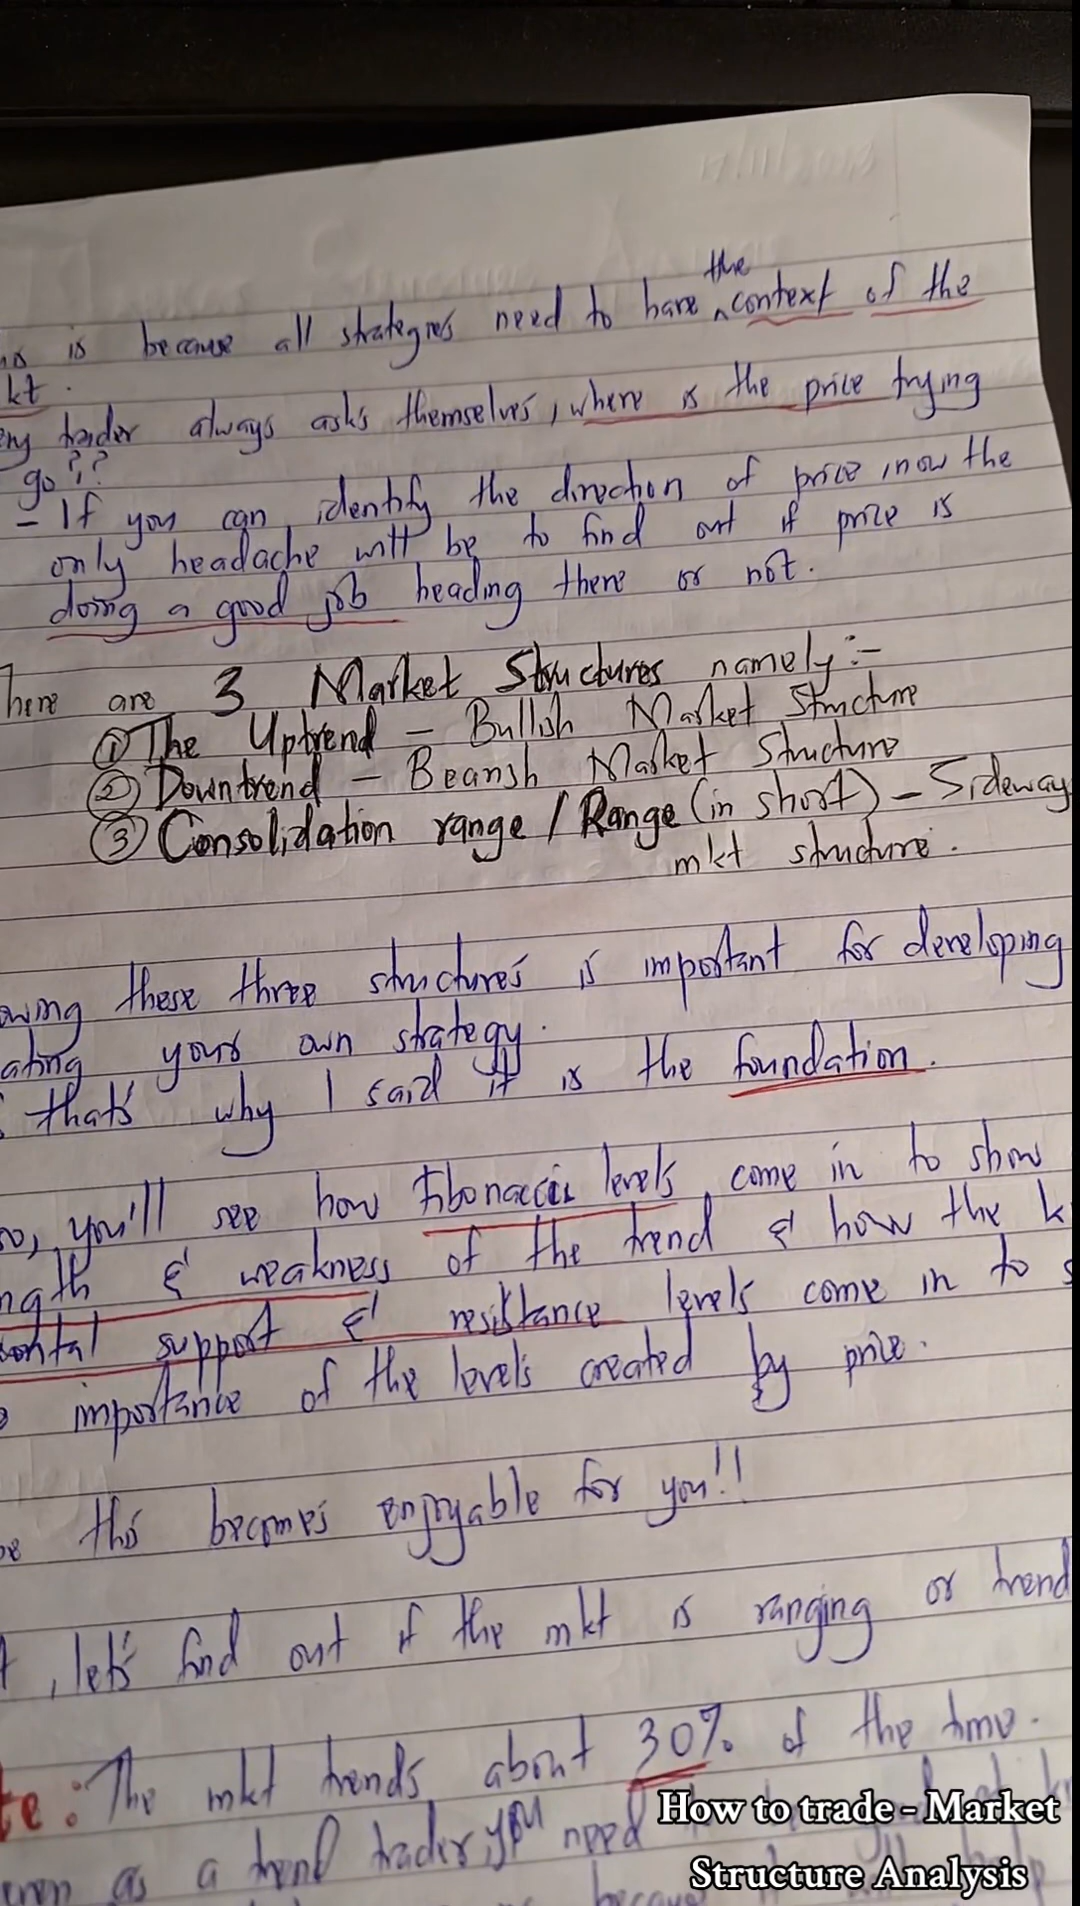 is because all strategies need to have the context of the
kt.
trader always asks themselves, where is the price trying
go??
- If you can identify the direction of price, now the
only headache will be to find out if price is
doing a good job heading there or not.
here are 3 Market Structures namely:-
① The Uptrend - Bullish Market Structure
② Downtrend - Bearish Market Structure
③ Consolidation range / Range (in short) - Sideway
mkt structure.
owing these three structures is important for developing
ating your own strategy.
that's why I said it is the foundation.
so, you'll see how Fibonacci levels come in to show
ngth & weakness of the trend & how the k
zontal support & resistance levels come in to s
importance of the levels created by price.
this becomes enjoyable for you!!
, let's find out if the mkt is ranging or trend
te: The mkt trends about 30% of the time.
even as a trend trader, you need
How to trade - Market
Structure Analysis